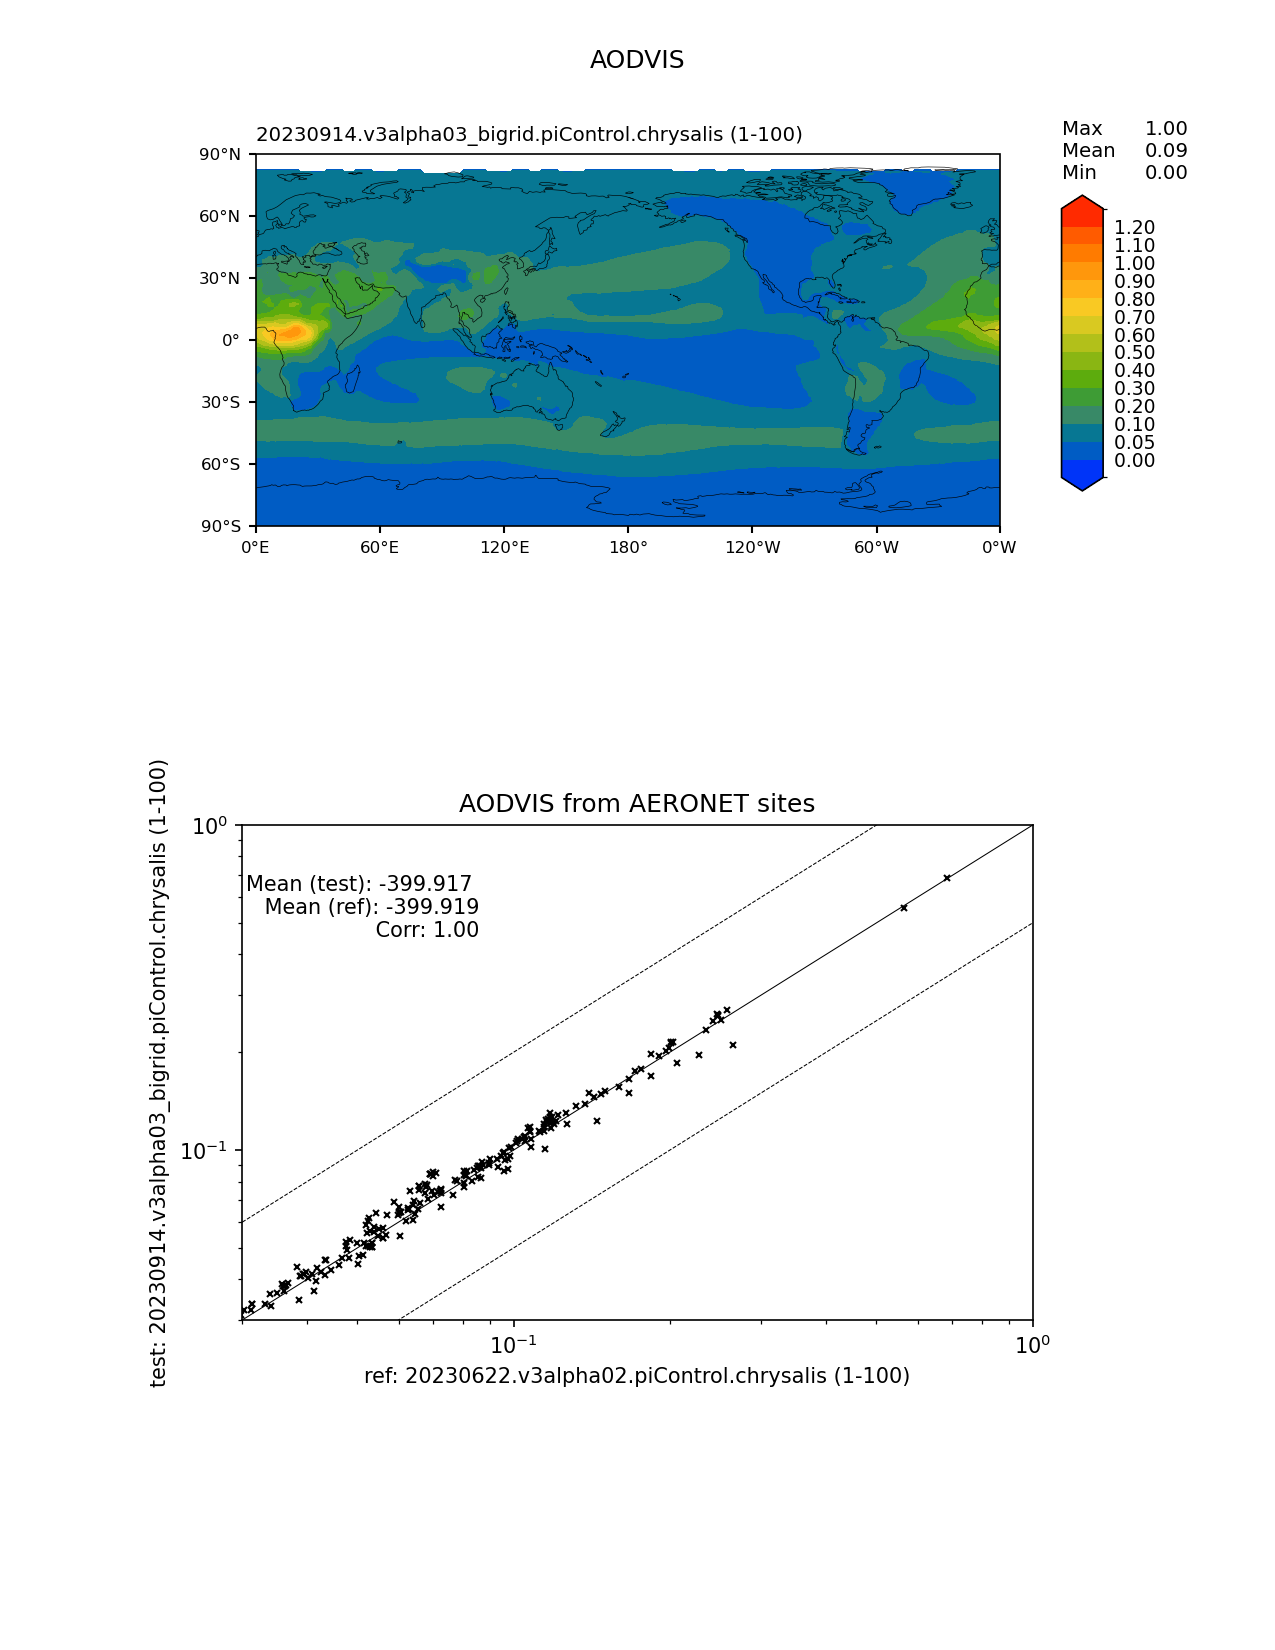 AODVIS
20230914.v3alpha03_bigrid.piControl.chrysalis (1-100)
Max 1.00
Mean 0.09
Min 0.00
90°N
60°N
30°N
0°
30°S
60°S
90°S
0°E 60°E 120°E 180° 120°W 60°W 0°W
1.20
1.10
1.00
0.90
0.80
0.70
0.60
0.50
0.40
0.30
0.20
0.10
0.05
0.00
AODVIS from AERONET sites
test: 20230914.v3alpha03_bigrid.piControl.chrysalis (1-100)
10⁰
10⁻¹
Mean (test): -399.917
Mean (ref): -399.919
Corr: 1.00
10⁻¹ 10⁰
ref: 20230622.v3alpha02.piControl.chrysalis (1-100)